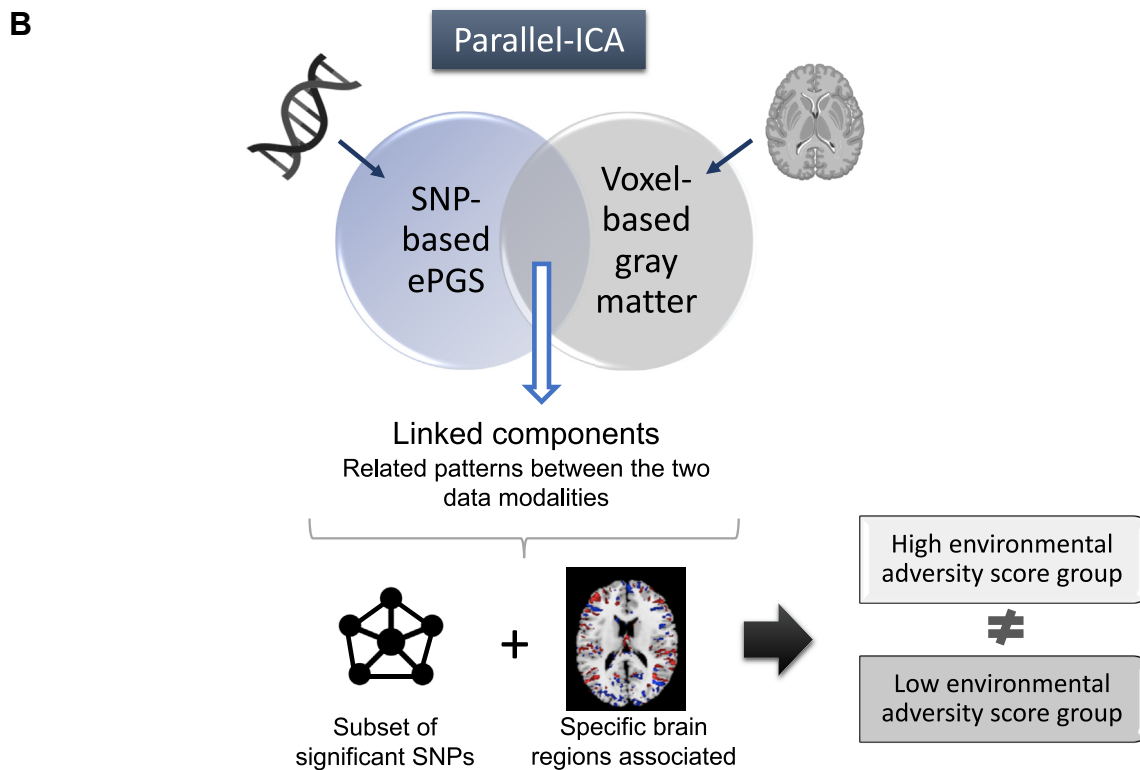 B
Parallel-ICA
SNP-
based
ePGS
Voxel-
based
gray
matter
Linked components
Related patterns between the two
data modalities
+
Subset of
significant SNPs
Specific brain
regions associated
High environmental
adversity score group
≠
Low environmental
adversity score group